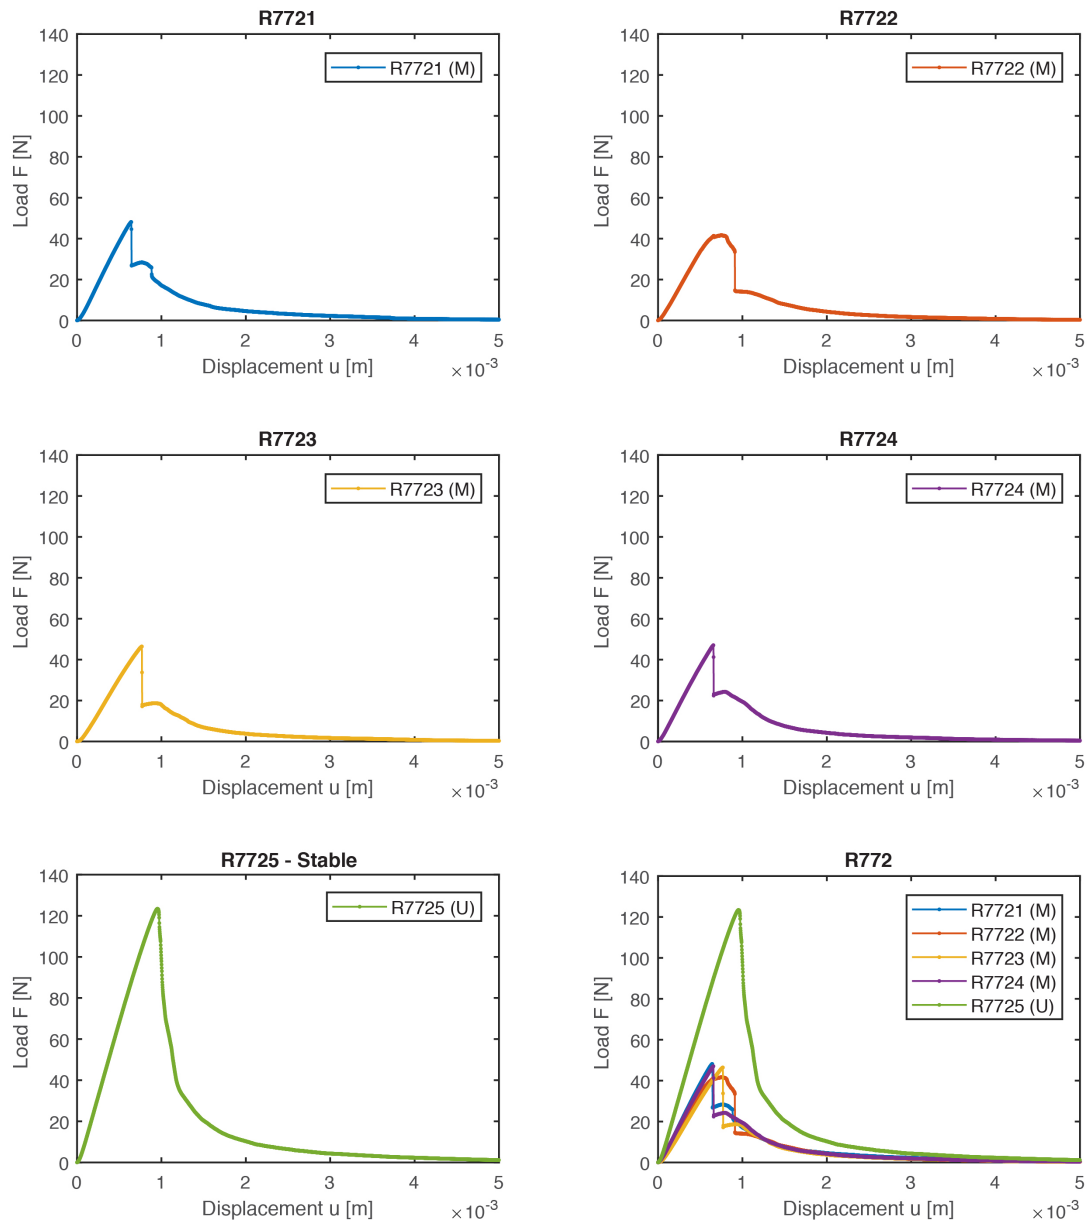 R7721
140
120
100
80
60
40
20
0
Load F [N]
R7721 (M)
0 1 2 3 4 5
Displacement u [m]
×10-3
R7722
140
120
100
80
60
40
20
0
Load F [N]
R7722 (M)
0 1 2 3 4 5
Displacement u [m]
×10-3
R7723
140
120
100
80
60
40
20
0
Load F [N]
R7723 (M)
0 1 2 3 4 5
Displacement u [m]
×10-3
R7724
140
120
100
80
60
40
20
0
Load F [N]
R7724 (M)
0 1 2 3 4 5
Displacement u [m]
×10-3
R7725 - Stable
140
120
100
80
60
40
20
0
Load F [N]
R7725 (U)
0 1 2 3 4 5
Displacement u [m]
×10-3
R772
140
120
100
80
60
40
20
0
Load F [N]
R7721 (M)
R7722 (M)
R7723 (M)
R7724 (M)
R7725 (U)
0 1 2 3 4 5
Displacement u [m]
×10-3